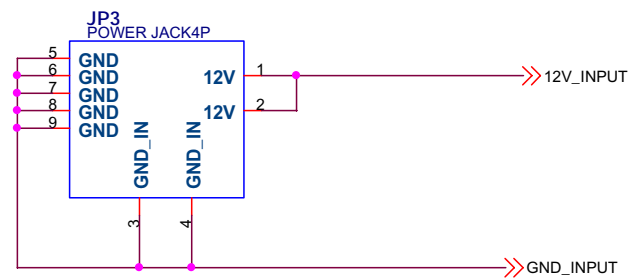 JP3
POWER JACK4P
5 GND
6 GND
7 GND
8 GND
9 GND
12V 1
12V 2
GND_IN 3
GND_IN 4
12V_INPUT
GND_INPUT